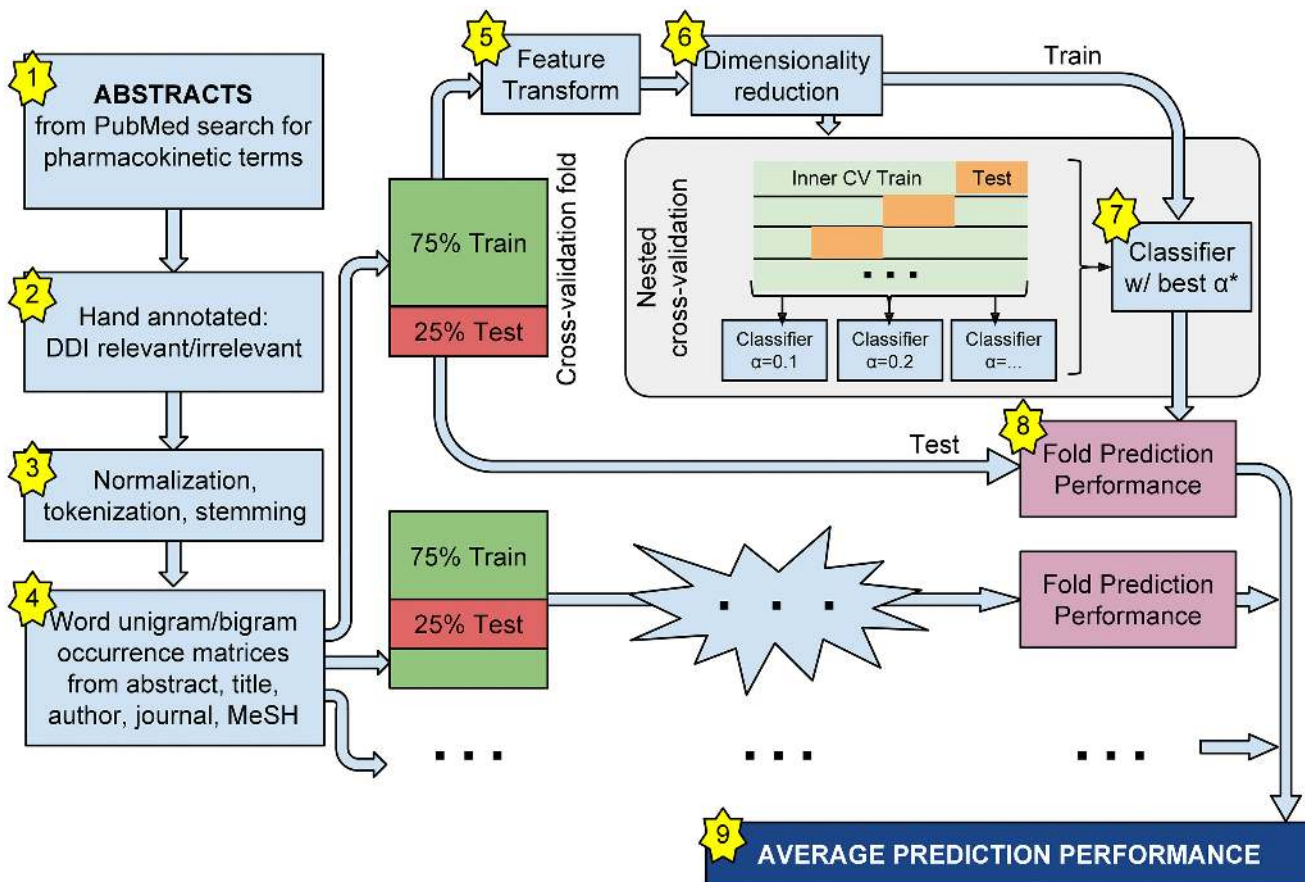 1
ABSTRACTS
from PubMed search for
pharmacokinetic terms
2
Hand annotated:
DDI relevant/irrelevant
3
Normalization,
tokenization, stemming
4
Word unigram/bigram
occurrence matrices
from abstract, title,
author, journal, MeSH
75% Train
25% Test
Cross-validation fold
5
Feature
Transform
6
Dimensionality
reduction
Train
Nested
cross-validation
Inner CV Train
Test
. . .
Classifier
α=0.1
Classifier
α=0.2
Classifier
α=...
7
Classifier
w/ best α*
Test
8
Fold Prediction
Performance
75% Train
25% Test
. . .
Fold Prediction
Performance
. . .
. . .
. . .
9
AVERAGE PREDICTION PERFORMANCE